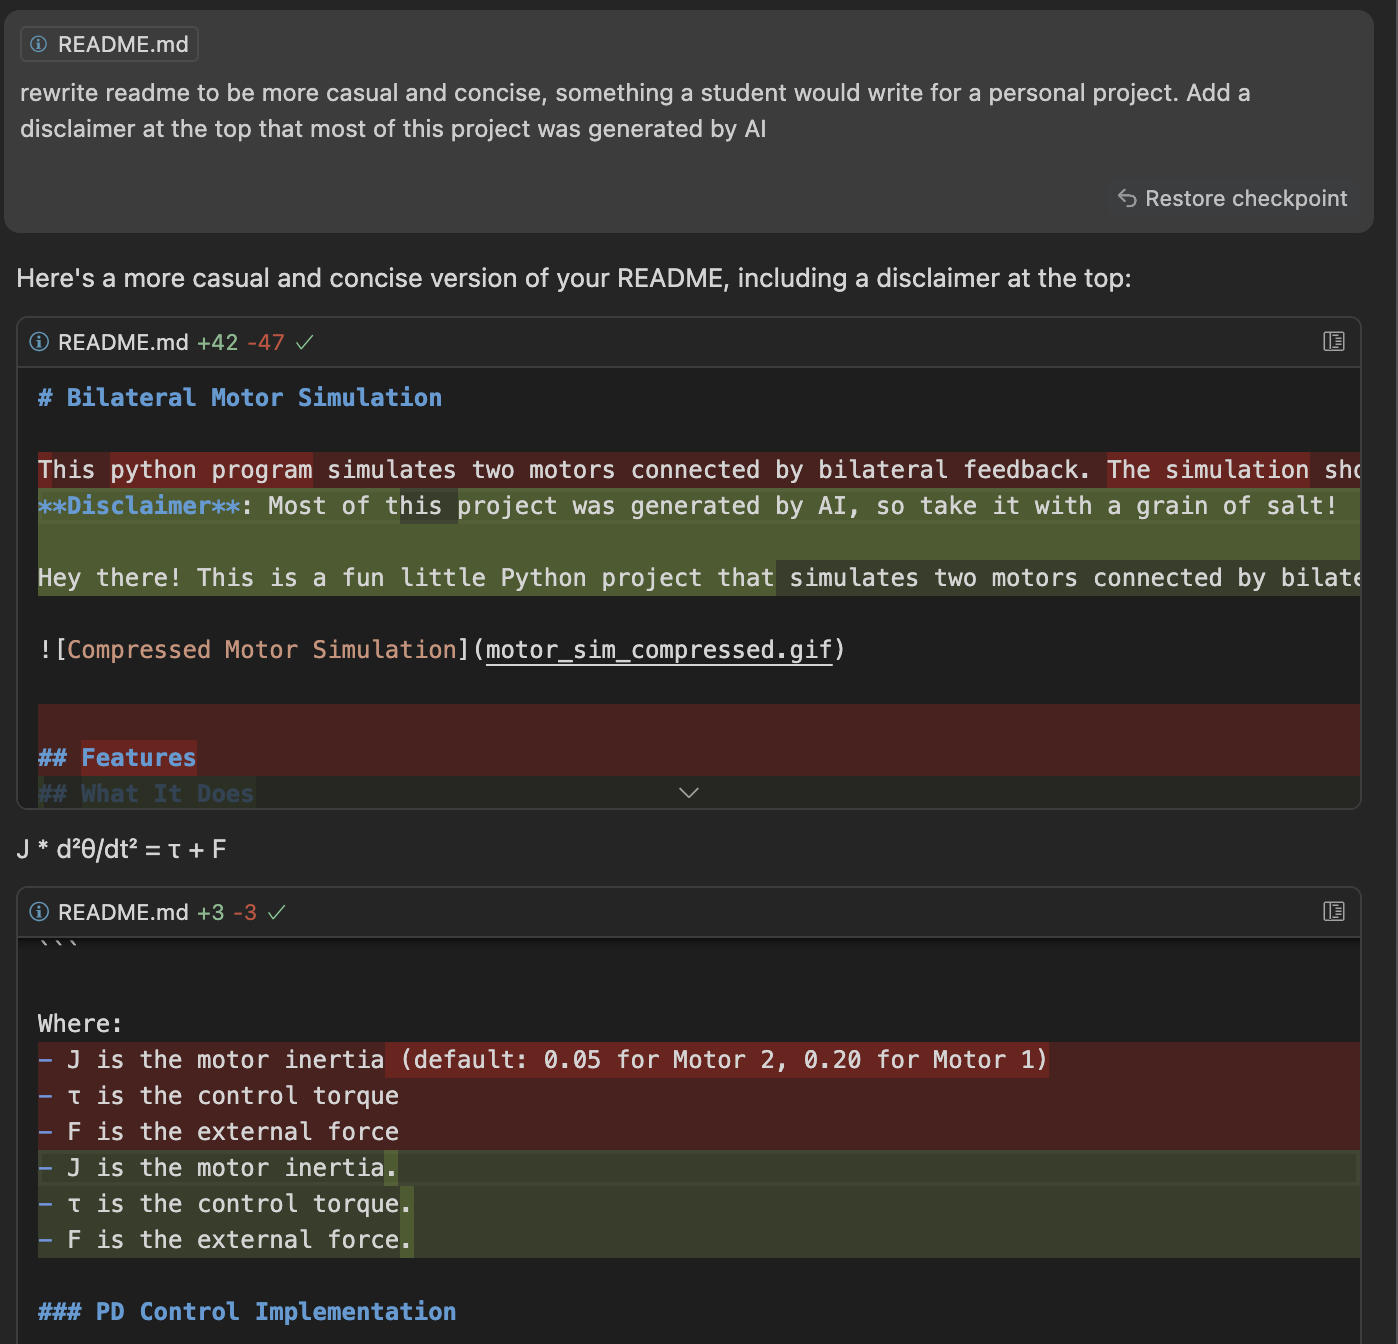 README.md
rewrite readme to be more casual and concise, something a student would write for a personal project. Add a
disclaimer at the top that most of this project was generated by AI
Restore checkpoint
Here's a more casual and concise version of your README, including a disclaimer at the top:
README.md +42 -47
# Bilateral Motor Simulation
This python program simulates two motors connected by bilateral feedback. The simulation sho
**Disclaimer**: Most of this project was generated by AI, so take it with a grain of salt!
Hey there! This is a fun little Python project that simulates two motors connected by bilate
![Compressed Motor Simulation](motor_sim_compressed.gif)
## Features
## What It Does
J * d²θ/dt² = τ + F
README.md +3 -3
```
Where:
- J is the motor inertia (default: 0.05 for Motor 2, 0.20 for Motor 1)
- τ is the control torque
- F is the external force
- J is the motor inertia.
- τ is the control torque.
- F is the external force.
### PD Control Implementation